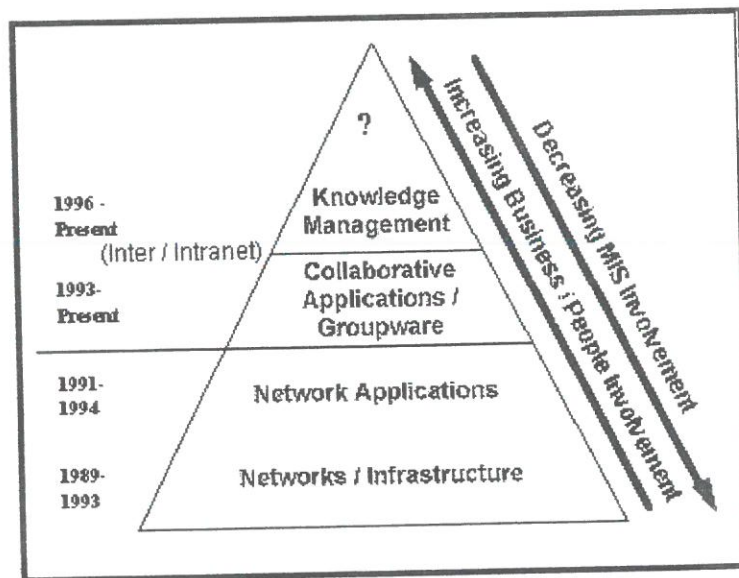 ?
1996 -
Present
Knowledge
Management
(Inter / Intranet)
1993-
Present
Collaborative
Applications /
Groupware
1991-
1994
Network Applications
1989-
1993
Networks / Infrastructure
Increasing Business / People Involvement
Decreasing MIS Involvement